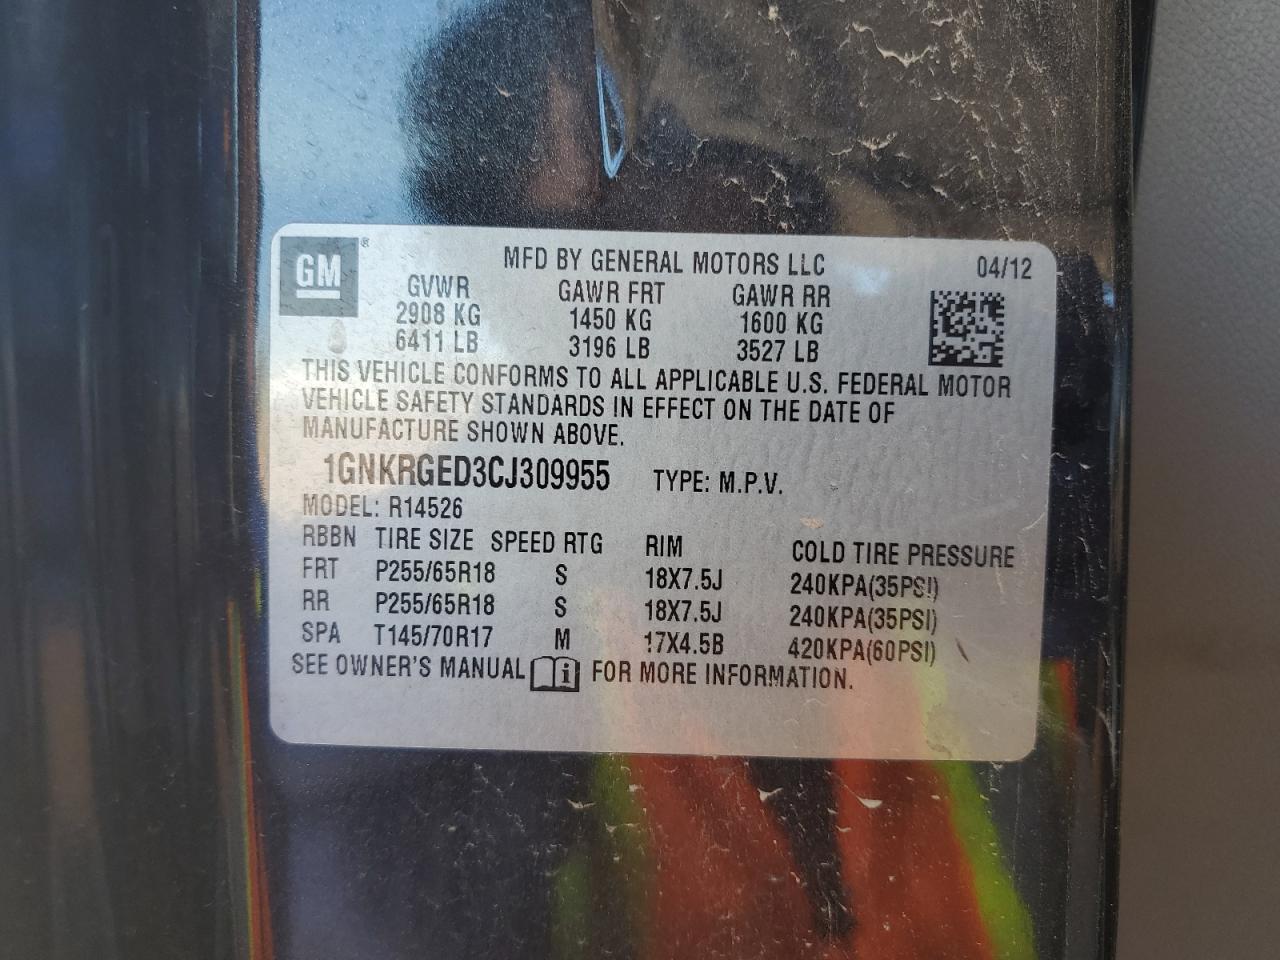 GM ®
MFD BY GENERAL MOTORS LLC 04/12
GVWR GAWR FRT GAWR RR
2908 KG 1450 KG 1600 KG
6411 LB 3196 LB 3527 LB
THIS VEHICLE CONFORMS TO ALL APPLICABLE U.S. FEDERAL MOTOR
VEHICLE SAFETY STANDARDS IN EFFECT ON THE DATE OF
MANUFACTURE SHOWN ABOVE.
1GNKRGED3CJ309955 TYPE: M.P.V.
MODEL: R14526
RBBN TIRE SIZE SPEED RTG RIM COLD TIRE PRESSURE
FRT P255/65R18 S 18X7.5J 240KPA(35PSI)
RR P255/65R18 S 18X7.5J 240KPA(35PSI)
SPA T145/70R17 M 17X4.5B 420KPA(60PSI)
SEE OWNER'S MANUAL i FOR MORE INFORMATION.